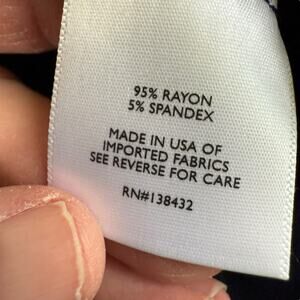 95% RAYON
5% SPANDEX
MADE IN USA OF
IMPORTED FABRICS
SEE REVERSE FOR CARE
RN#138432